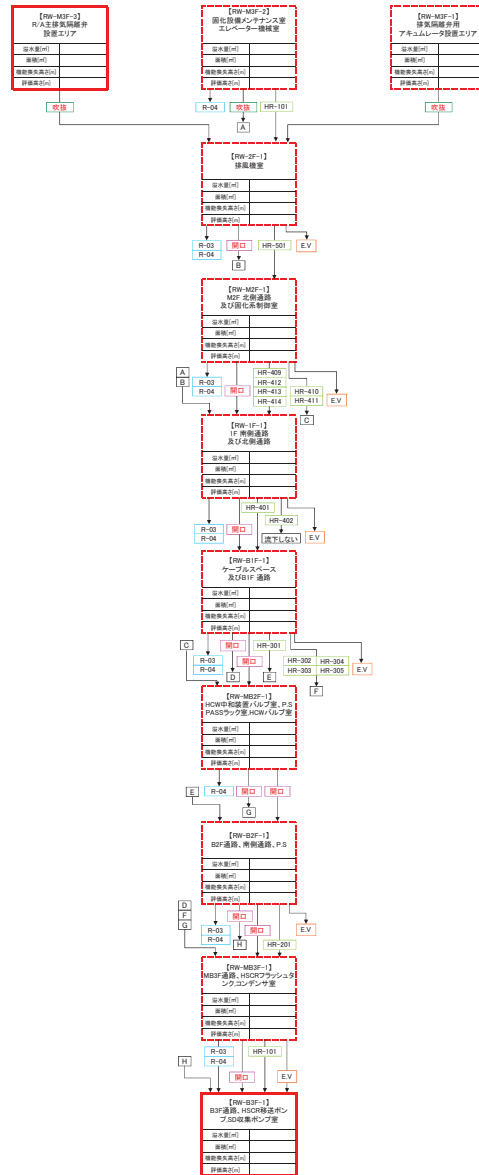 【RW-M3F-3】
R/A主排気隔離弁
設置エリア
溢水量[㎥]
面積[㎡]
機能喪失高さ[m]
評価高さ[m]
【RW-M3F-2】
固化設備メンテナンス室
エレベーター機械室
溢水量[㎥]
面積[㎡]
機能喪失高さ[m]
評価高さ[m]
【RW-M3F-1】
排気隔離弁用
アキュムレータ設置エリア
溢水量[㎥]
面積[㎡]
機能喪失高さ[m]
評価高さ[m]
吹抜
R-04
吹抜
HR-101
吹抜
A
【RW-2F-1】
排風機室
溢水量[㎥]
面積[㎡]
機能喪失高さ[m]
評価高さ[m]
R-03
R-04
開口
HR-501
E.V
B
【RW-M2F-1】
M2F 北側通路
及び固化系制御室
溢水量[㎥]
面積[㎡]
機能喪失高さ[m]
評価高さ[m]
A
B
R-03
R-04
開口
HR-409
HR-412
HR-413
HR-414
HR-410
HR-411
E.V
C
【RW-1F-1】
1F 南側通路
及び北側通路
溢水量[㎥]
面積[㎡]
機能喪失高さ[m]
評価高さ[m]
HR-401
R-03
R-04
開口
HR-402
E.V
流下しない
【RW-B1F-1】
ケーブルスペース
及びB1F 通路
溢水量[㎥]
面積[㎡]
機能喪失高さ[m]
評価高さ[m]
C
R-03
R-04
開口
開口
HR-301
HR-302
HR-304
HR-303
HR-305
E.V
D
E
F
【RW-MB2F-1】
HCW中和装置バルブ室、P.S
PASSラック室,HCWバルブ室
溢水量[㎥]
面積[㎡]
機能喪失高さ[m]
評価高さ[m]
E
R-04
開口
開口
G
【RW-B2F-1】
B2F通路、南側通路、P.S
溢水量[㎥]
面積[㎡]
機能喪失高さ[m]
評価高さ[m]
D
F
G
R-03
R-04
開口
開口
E.V
H
HR-201
【RW-MB3F-1】
MB3F通路、HSCRフラッシュタ
ンク,コンデンサ室
溢水量[㎥]
面積[㎡]
機能喪失高さ[m]
評価高さ[m]
H
R-03
R-04
HR-101
開口
E.V
【RW-B3F-1】
B3F通路、HSCR移送ポン
プ,SD収集ポンプ室
溢水量[㎥]
面積[㎡]
機能喪失高さ[m]
評価高さ[m]